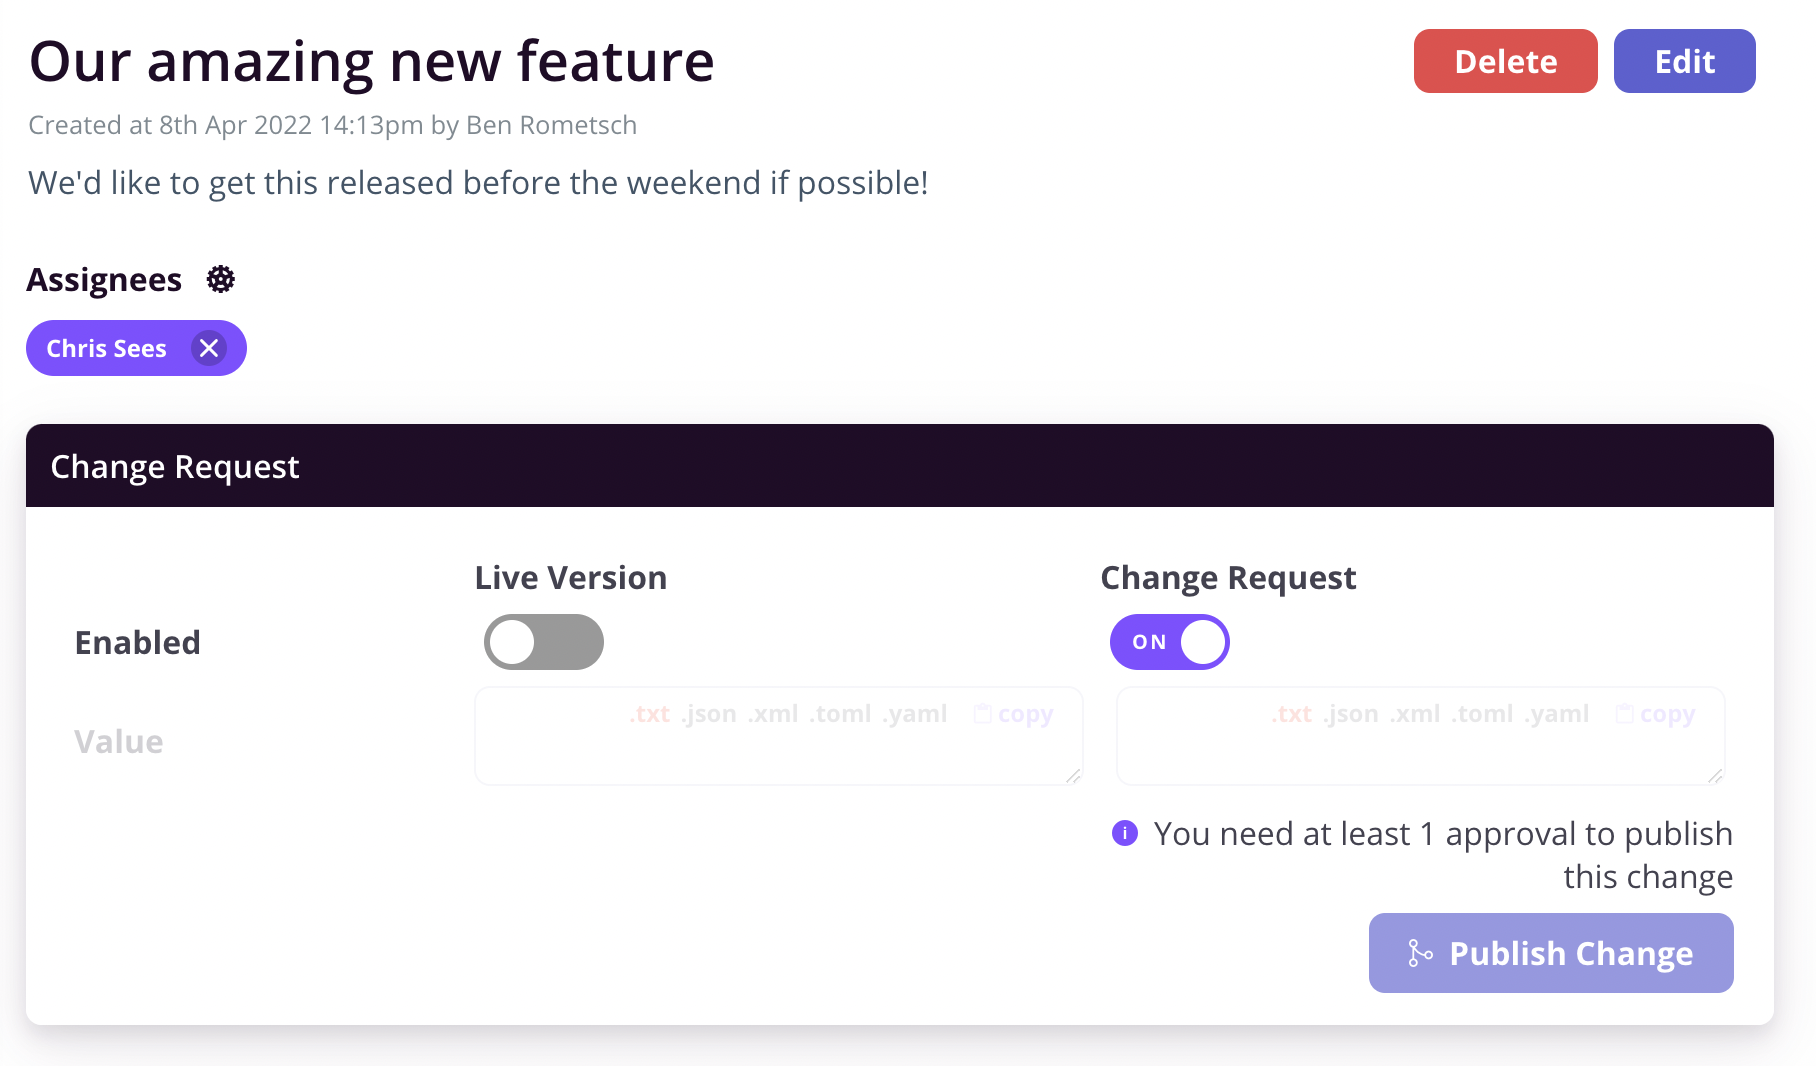 Our amazing new feature
Delete
Edit
Created at 8th Apr 2022 14:13pm by Ben Rometsch
We'd like to get this released before the weekend if possible!
Assignees
Chris Sees
Change Request
Live Version
Change Request
Enabled
ON
Value
.txt .json .xml .toml .yaml copy
.txt .json .xml .toml .yaml copy
You need at least 1 approval to publish
this change
Publish Change